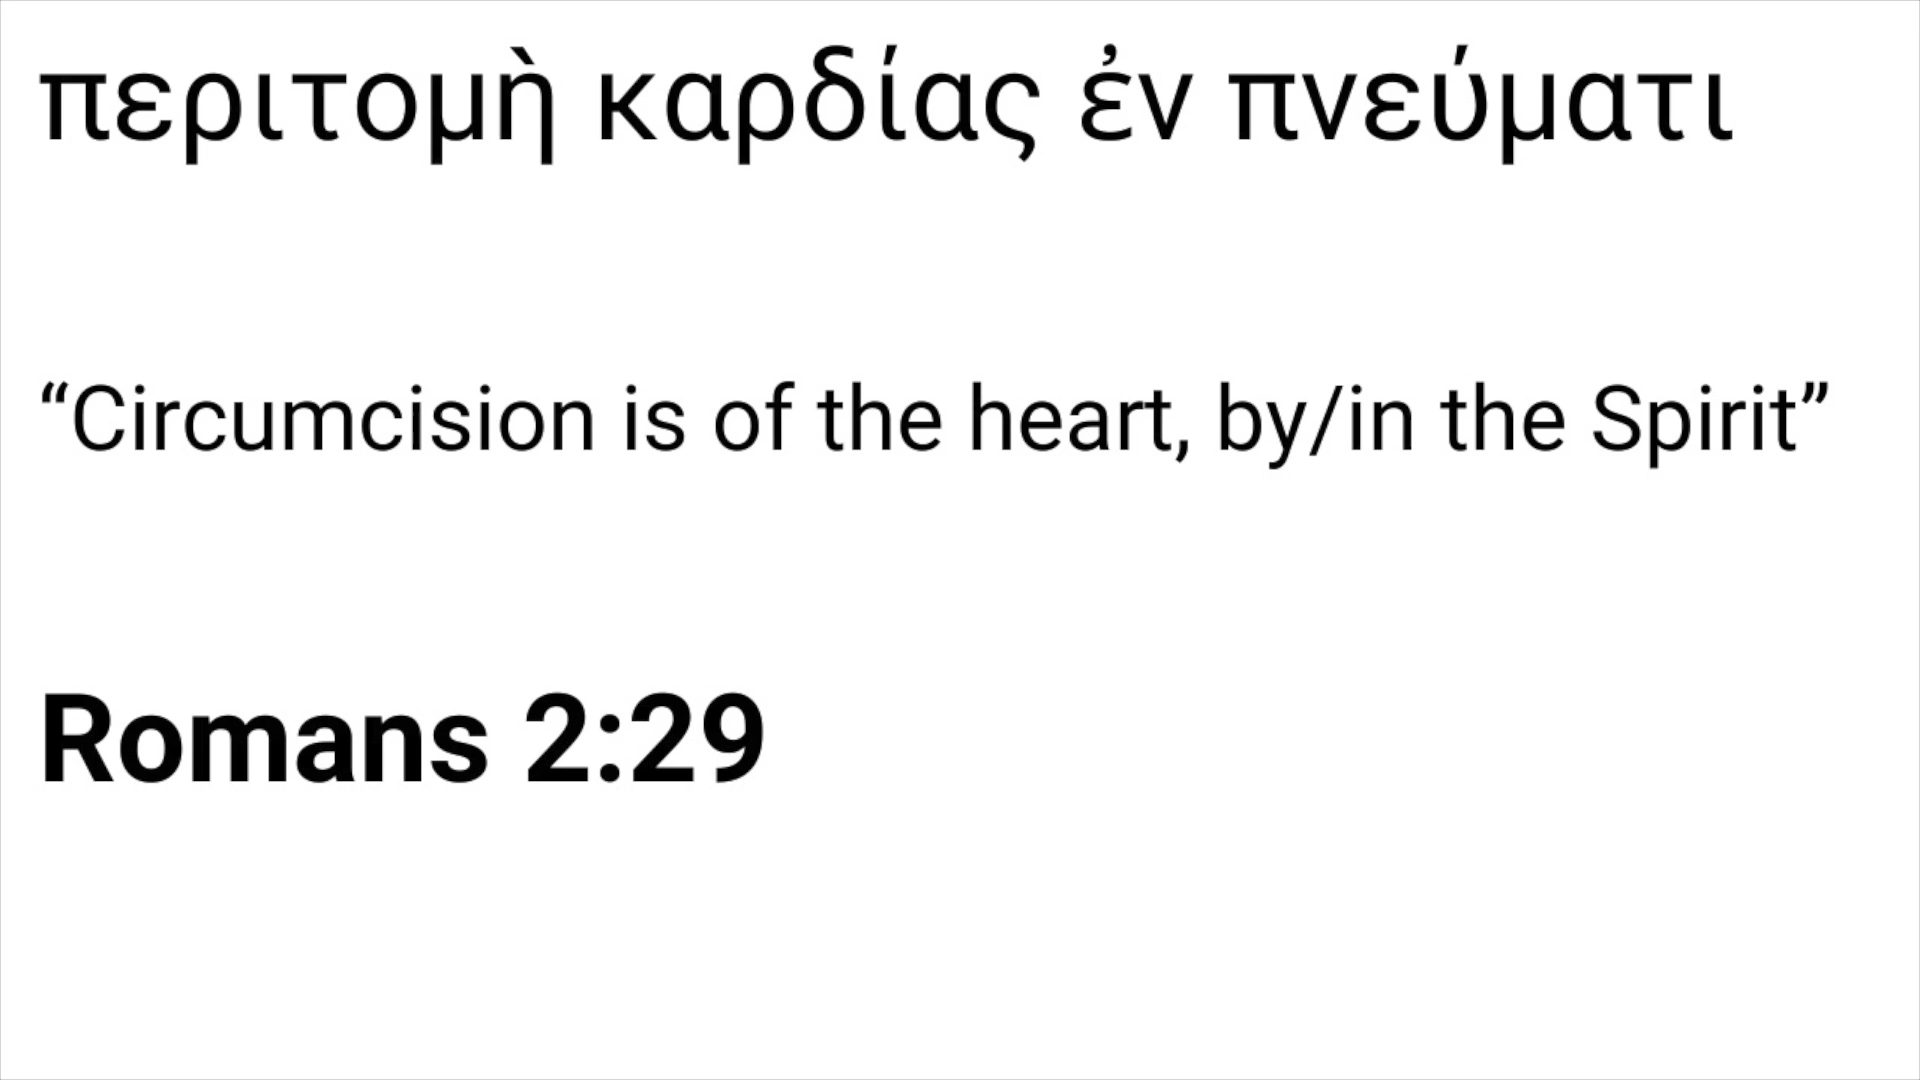 περιτομὴ καρδίας ἐν πνεύματι
“Circumcision is of the heart, by/in the Spirit”
Romans 2:29